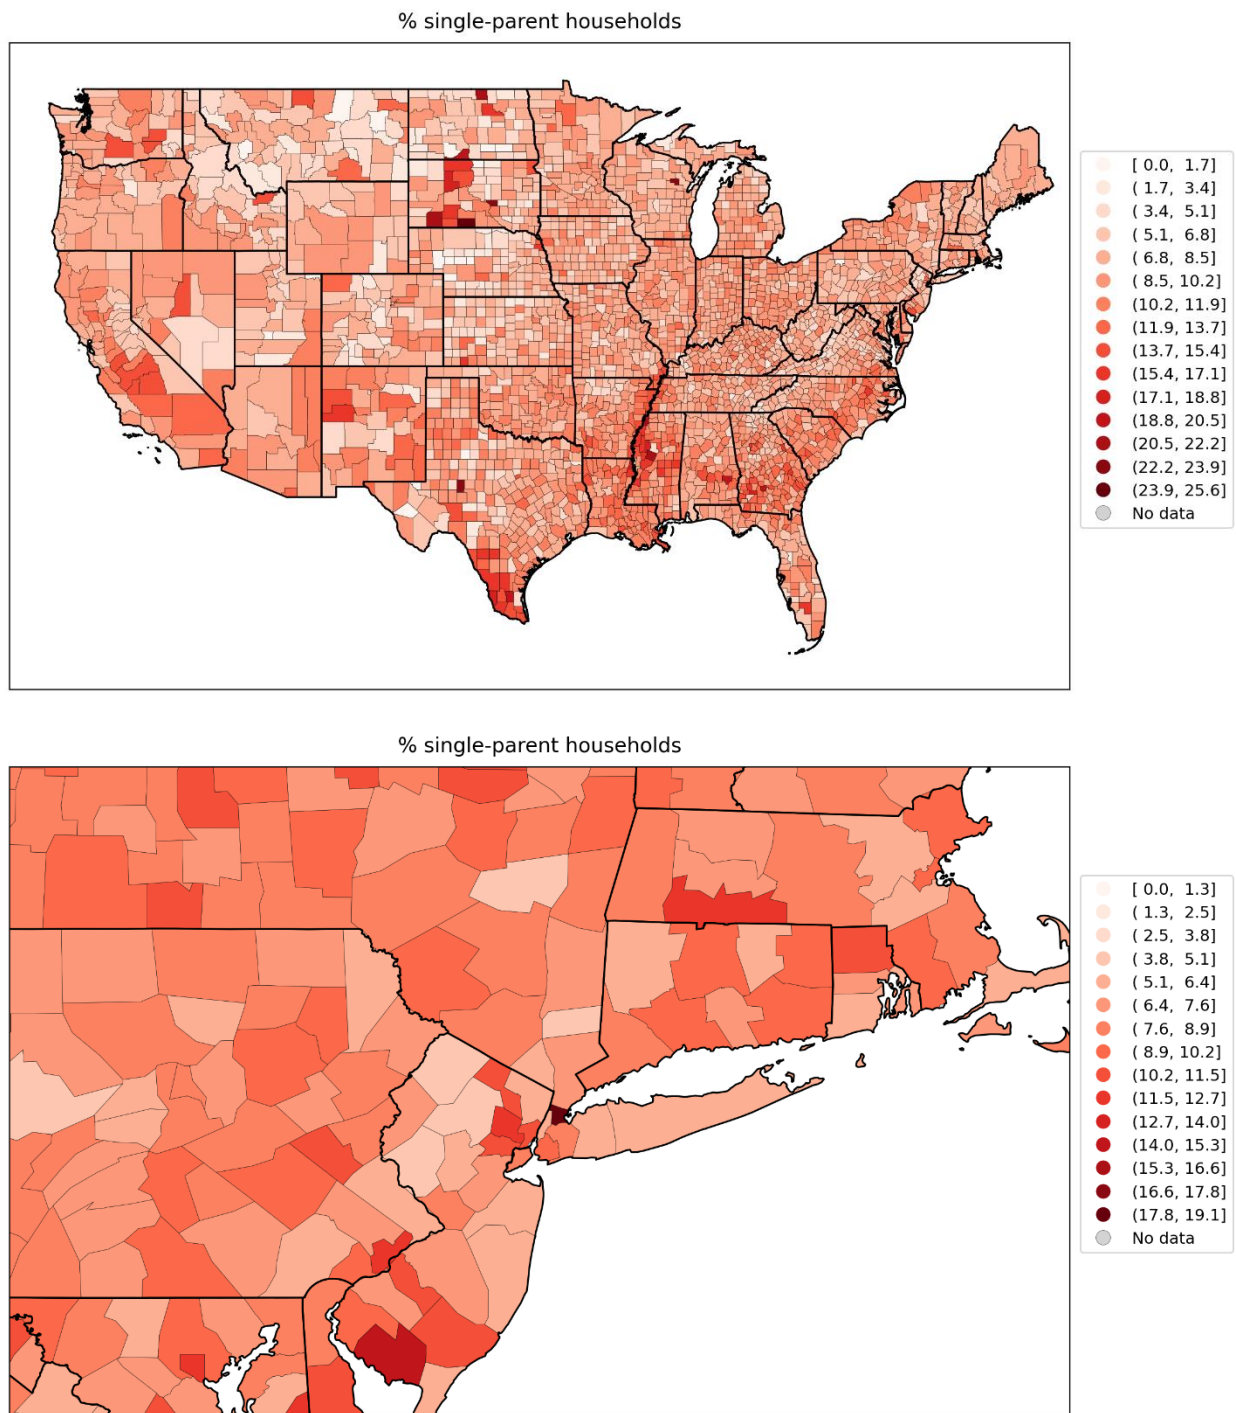 % single-parent households
[ 0.0,  1.7]
( 1.7,  3.4]
( 3.4,  5.1]
( 5.1,  6.8]
( 6.8,  8.5]
( 8.5, 10.2]
(10.2, 11.9]
(11.9, 13.7]
(13.7, 15.4]
(15.4, 17.1]
(17.1, 18.8]
(18.8, 20.5]
(20.5, 22.2]
(22.2, 23.9]
(23.9, 25.6]
No data
% single-parent households
[ 0.0,  1.3]
( 1.3,  2.5]
( 2.5,  3.8]
( 3.8,  5.1]
( 5.1,  6.4]
( 6.4,  7.6]
( 7.6,  8.9]
( 8.9, 10.2]
(10.2, 11.5]
(11.5, 12.7]
(12.7, 14.0]
(14.0, 15.3]
(15.3, 16.6]
(16.6, 17.8]
(17.8, 19.1]
No data